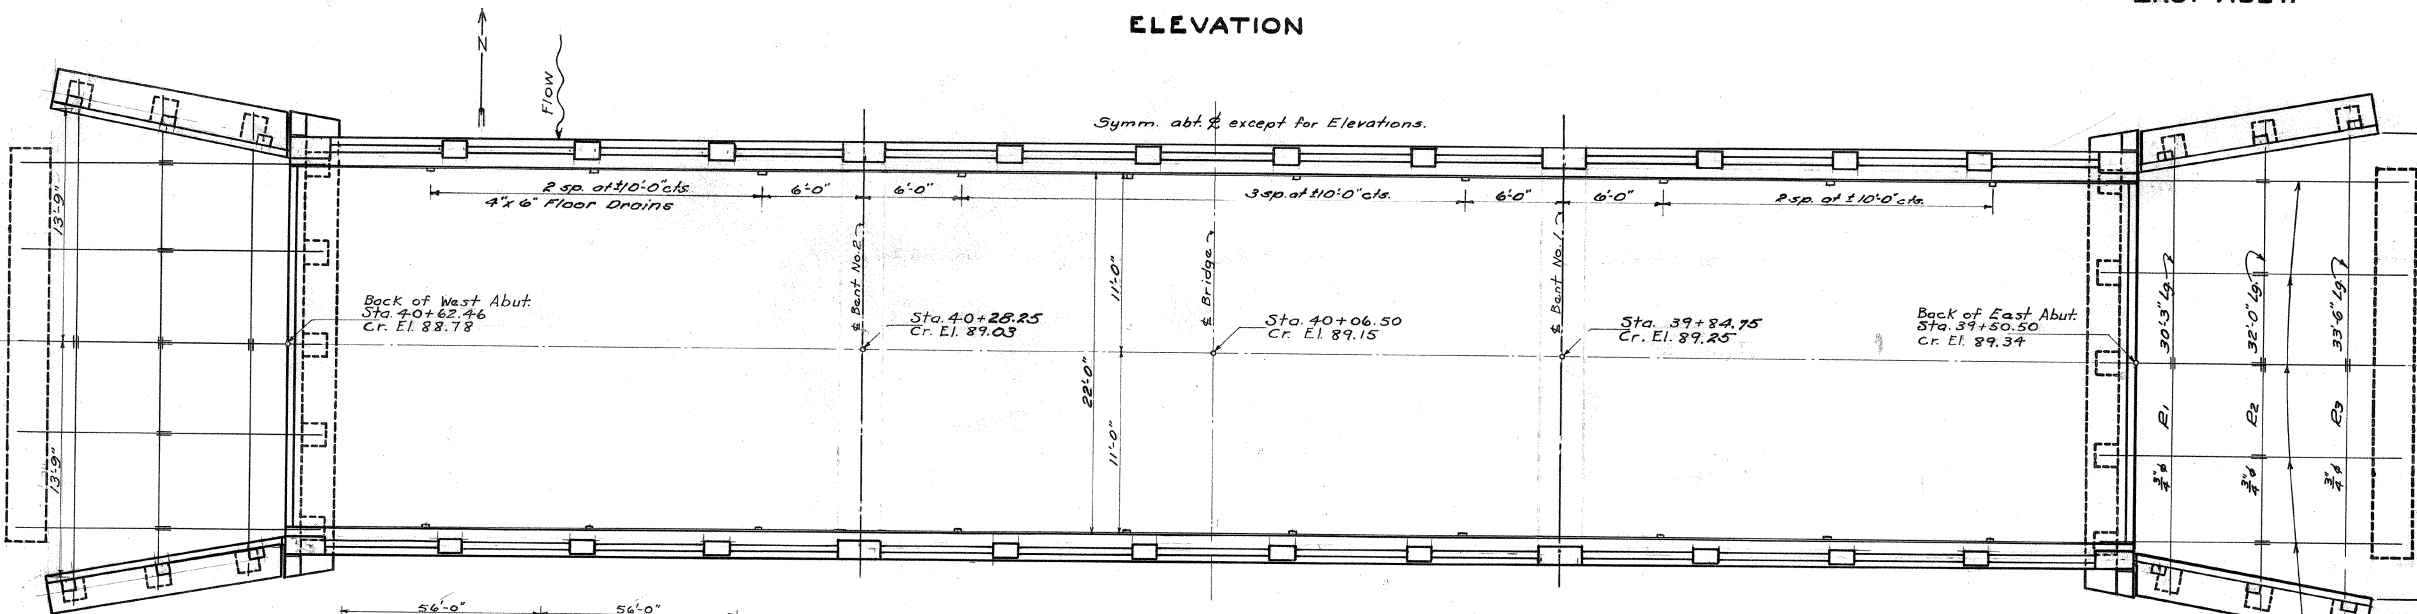 ELEVATION
N
Flow
Symm. abt. ℄ except for Elevations.
2 sp. at ±10'-0" cts.
4"x 6" Floor Drains
6'-0"
6'-0"
3 sp. at ±10'-0" cts.
6'-0"
6'-0"
2 sp. at ±10'-0" cts.
13'-9"
13'-9"
℄ Bent No. 2
℄ Bridge
℄ Bent No. 1
11'-0"
22'-0"
11'-0"
Back of West Abut.
Sta. 40+62.46
Cr. El. 88.78
Sta. 40+28.25
Cr. El. 89.03
Sta. 40+06.50
Cr. El. 89.15
Sta. 39+84.75
Cr. El. 89.25
Back of East Abut.
Sta. 39+50.50
Cr. El. 89.34
3/4"ϕ R1 30'-3" Lg.
3/4"ϕ R2 32'-0" Lg.
3/4"ϕ R3 33'-6" Lg.
56'-0"
56'-0"